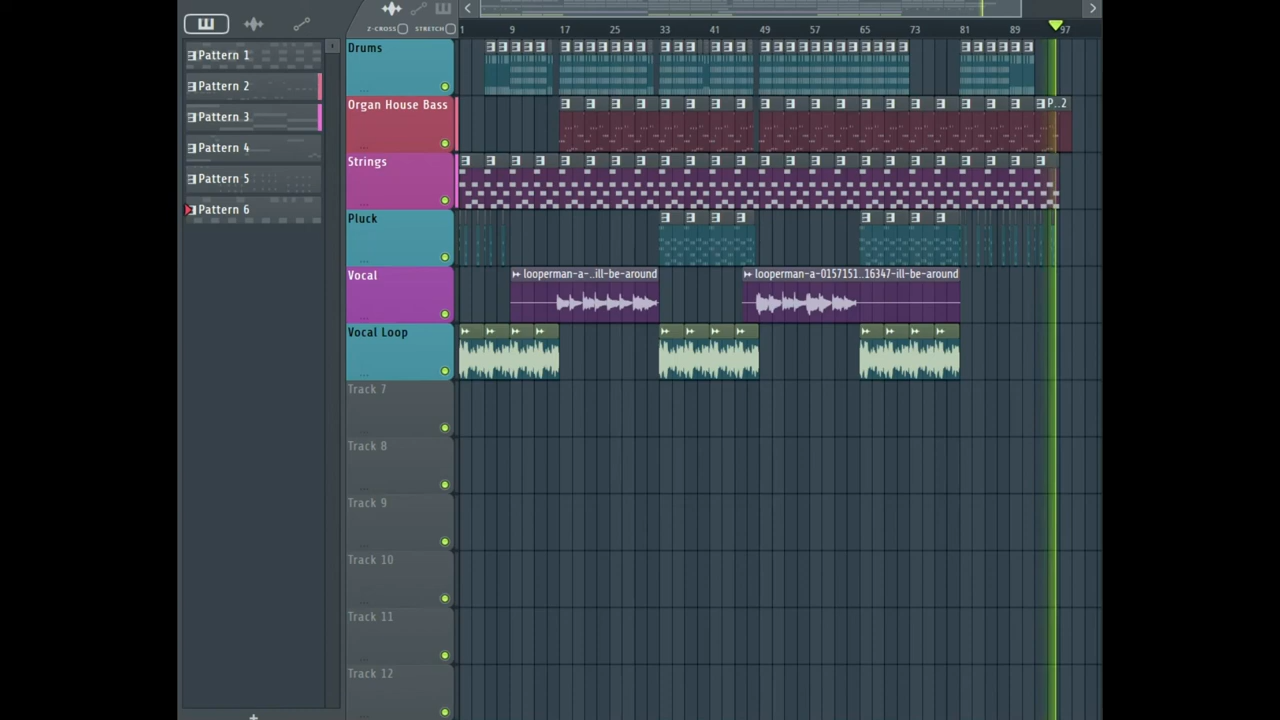 Z-CROSS STRETCH
1 9 17 25 33 41 49 57 65 73 81 89 97
Pattern 1
Pattern 2
Pattern 3
Pattern 4
Pattern 5
Pattern 6
Drums
Organ House Bass
P..2
Strings
Pluck
Vocal
looperman-a-..ill-be-around
looperman-a-0157151..16347-ill-be-around
Vocal Loop
Track 7
Track 8
Track 9
Track 10
Track 11
Track 12